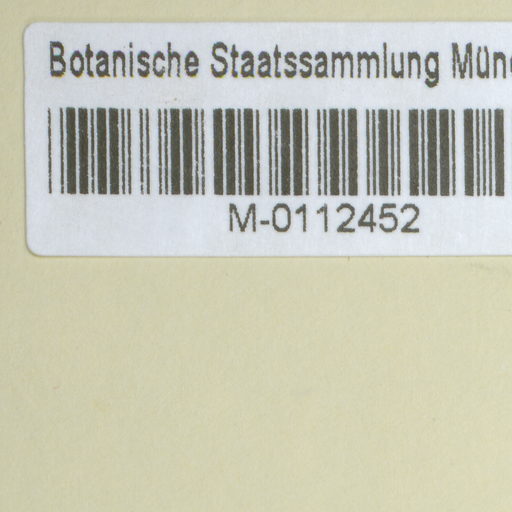 Botanische Staatssammlung Mün
M-0112452